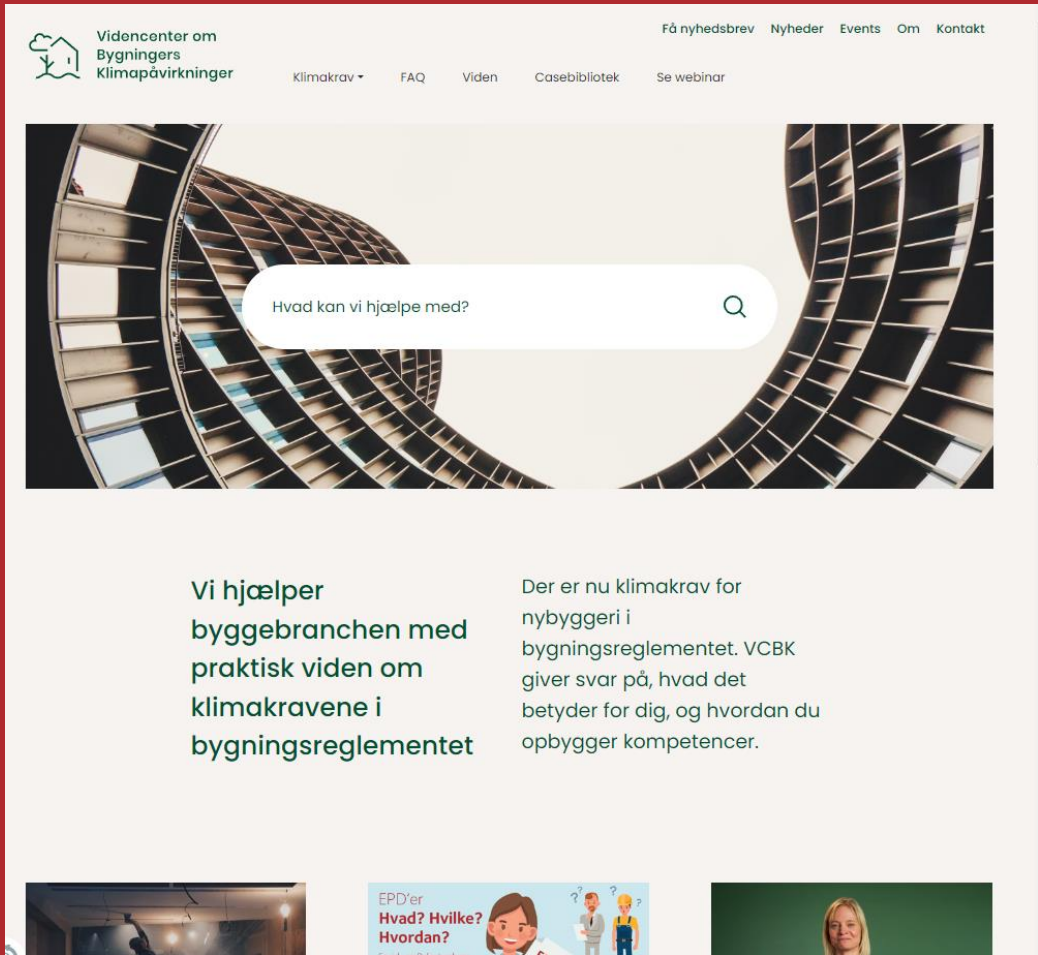 Få nyhedsbrev Nyheder Events Om Kontakt
Videncenter om
Bygningers
Klimapåvirkninger
Klimakrav FAQ Viden Casebibliotek Se webinar
Hvad kan vi hjælpe med?
Vi hjælper
byggebranchen med
praktisk viden om
klimakravene i
bygningsreglementet
Der er nu klimakrav for
nybyggeri i
bygningsreglementet. VCBK
giver svar på, hvad det
betyder for dig, og hvordan du
opbygger kompetencer.
EPD'er
Hvad? Hvilke?
Hvordan?